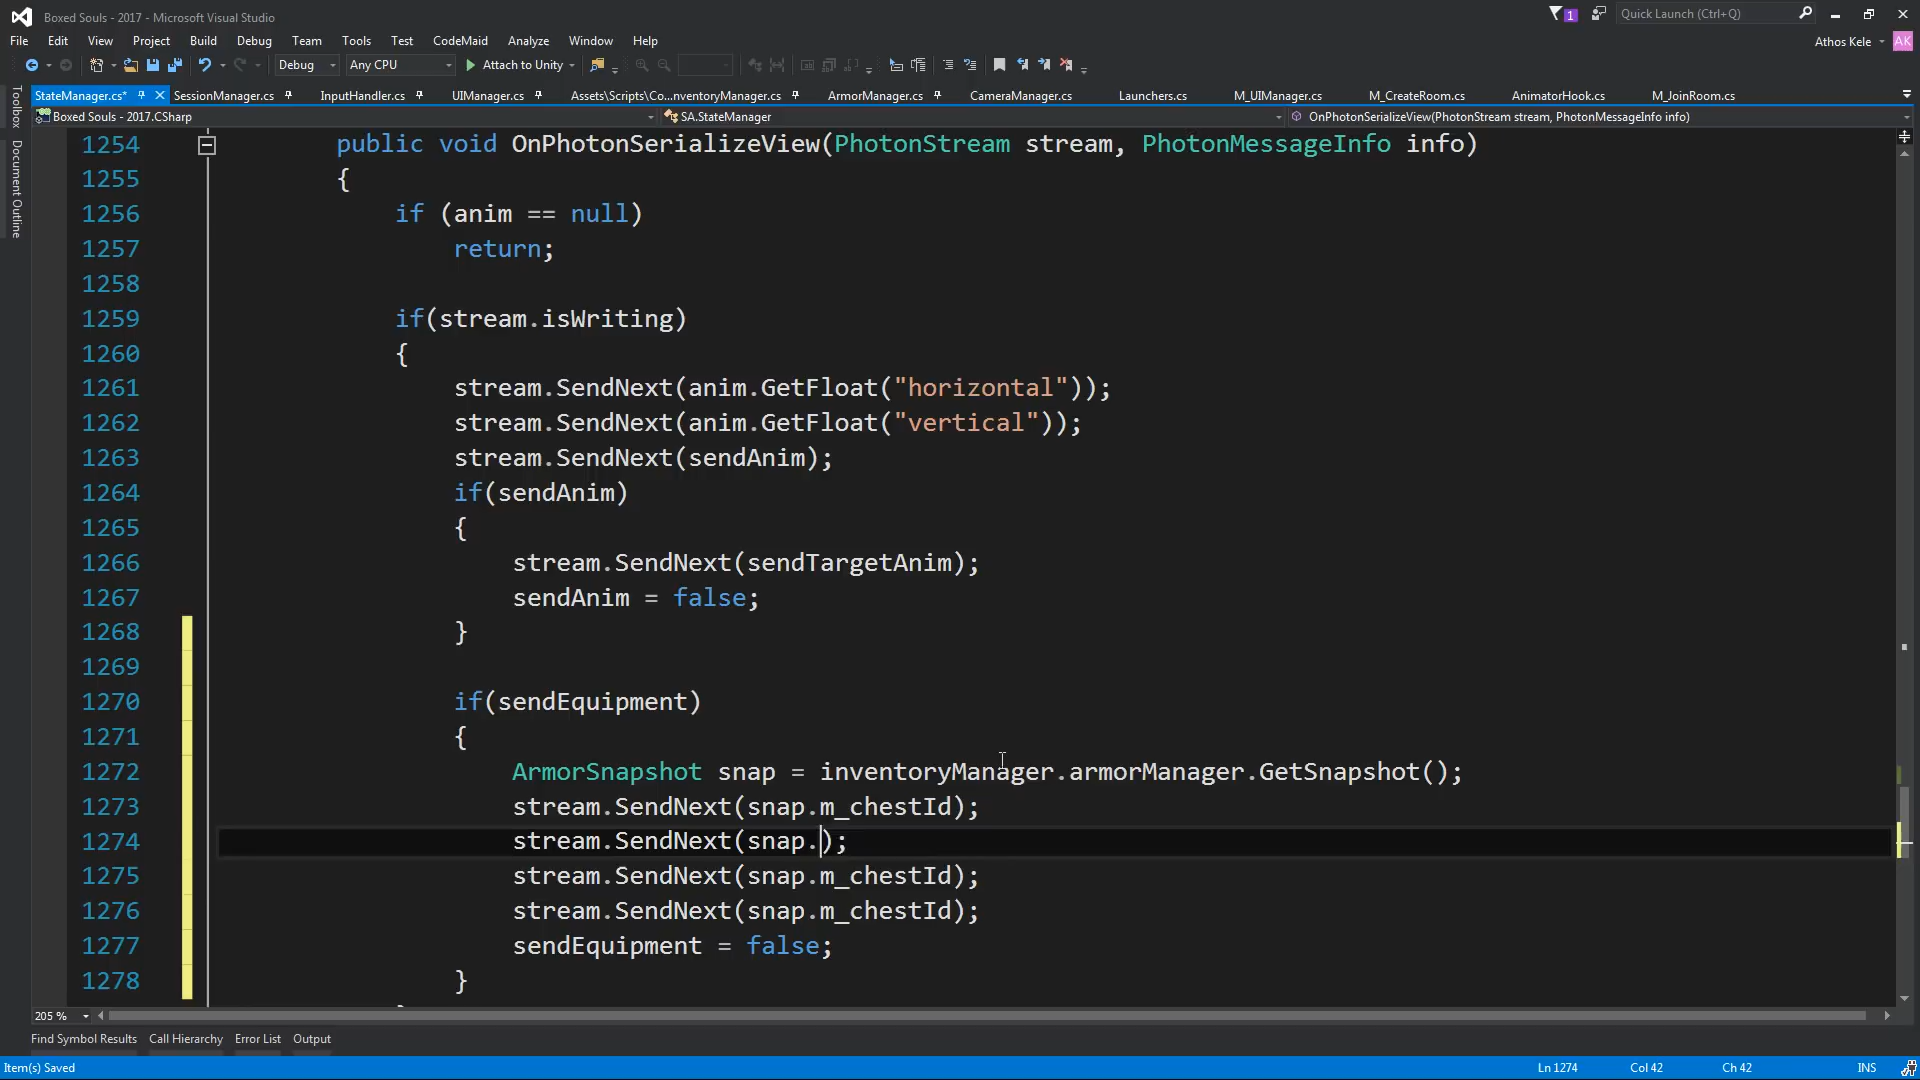 Boxed Souls - 2017 - Microsoft Visual Studio
1
Quick Launch (Ctrl+Q)
File Edit View Project Build Debug Team Tools Test CodeMaid Analyze Window Help
Athos Kele AK
Debug Any CPU Attach to Unity
StateManager.cs* SessionManager.cs InputHandler.cs UIManager.cs Assets\Scripts\Co...nventoryManager.cs ArmorManager.cs CameraManager.cs Launchers.cs M_UIManager.cs M_CreateRoom.cs AnimatorHook.cs M_JoinRoom.cs
Boxed Souls - 2017.CSharp SA.StateManager OnPhotonSerializeView(PhotonStream stream, PhotonMessageInfo info)
Toolbox
Document Outline
1254 public void OnPhotonSerializeView(PhotonStream stream, PhotonMessageInfo info)
1255 {
1256 if (anim == null)
1257 return;
1258
1259 if(stream.isWriting)
1260 {
1261 stream.SendNext(anim.GetFloat("horizontal"));
1262 stream.SendNext(anim.GetFloat("vertical"));
1263 stream.SendNext(sendAnim);
1264 if(sendAnim)
1265 {
1266 stream.SendNext(sendTargetAnim);
1267 sendAnim = false;
1268 }
1269
1270 if(sendEquipment)
1271 {
1272 ArmorSnapshot snap = inventoryManager.armorManager.GetSnapshot();
1273 stream.SendNext(snap.m_chestId);
1274 stream.SendNext(snap.);
1275 stream.SendNext(snap.m_chestId);
1276 stream.SendNext(snap.m_chestId);
1277 sendEquipment = false;
1278 }
205 %
Find Symbol Results Call Hierarchy Error List Output
Item(s) Saved Ln 1274 Col 42 Ch 42 INS